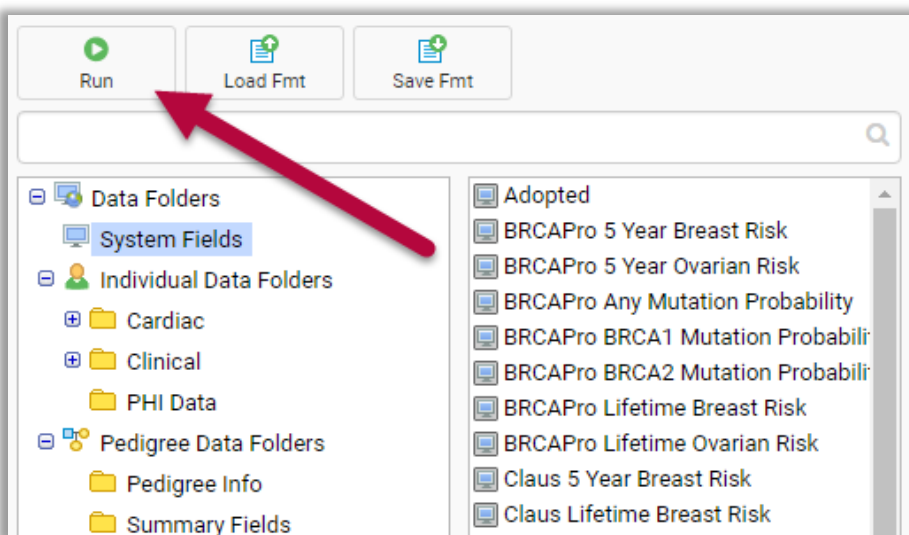 Run
Load Fmt
Save Fmt
Data Folders
System Fields
Individual Data Folders
Cardiac
Clinical
PHI Data
Pedigree Data Folders
Pedigree Info
Summary Fields
Adopted
BRCAPro 5 Year Breast Risk
BRCAPro 5 Year Ovarian Risk
BRCAPro Any Mutation Probability
BRCAPro BRCA1 Mutation Probabili
BRCAPro BRCA2 Mutation Probabili
BRCAPro Lifetime Breast Risk
BRCAPro Lifetime Ovarian Risk
Claus 5 Year Breast Risk
Claus Lifetime Breast Risk